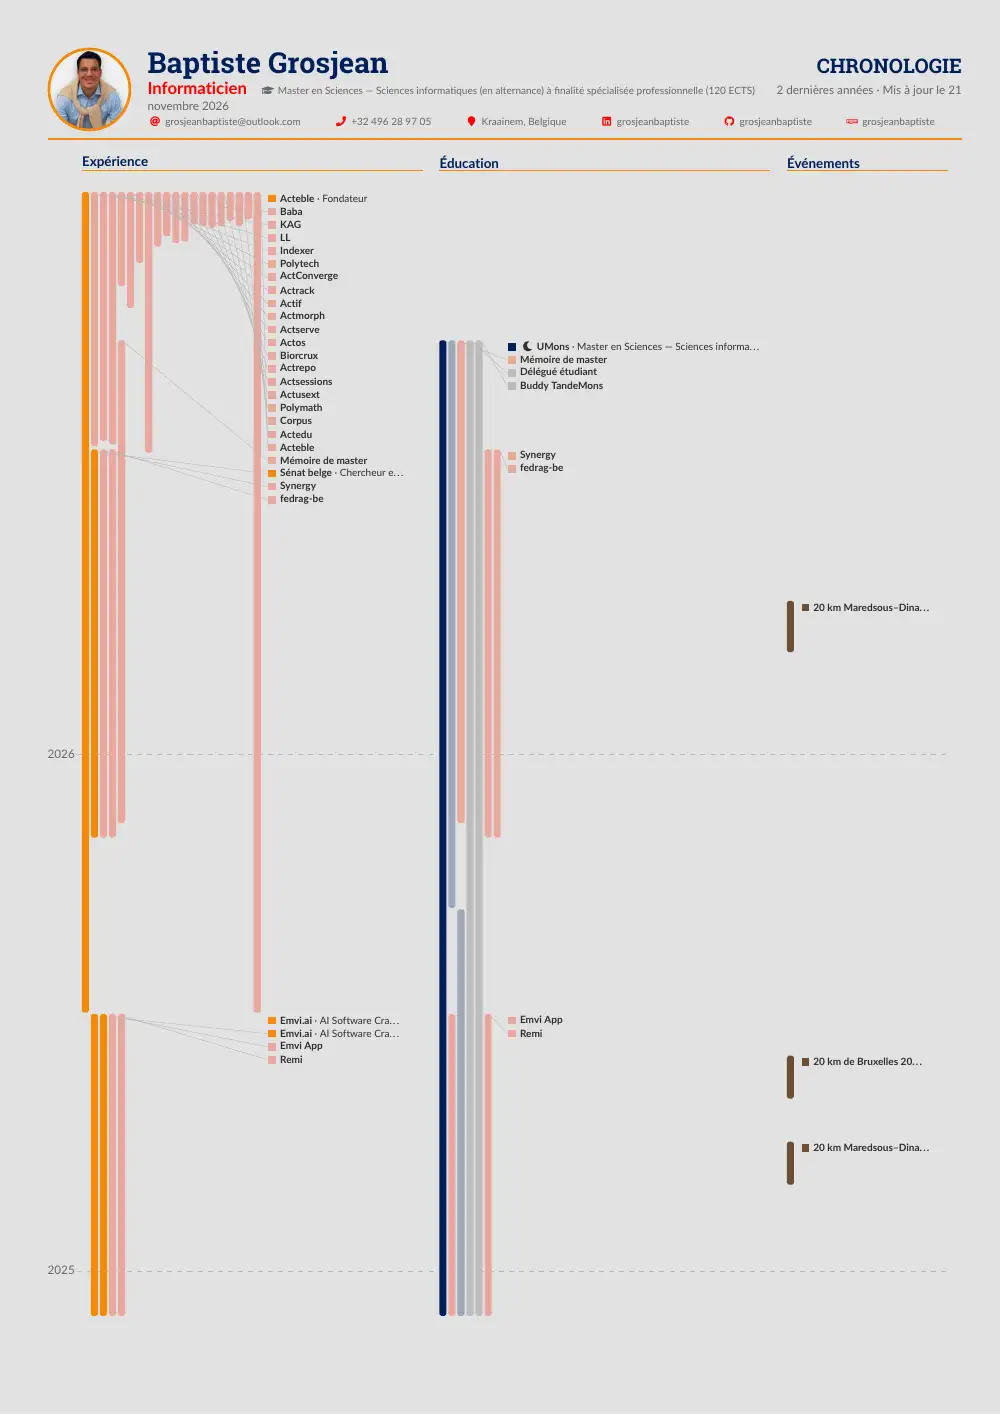 Baptiste Grosjean
CHRONOLOGIE
Informaticien
Master en Sciences — Sciences informatiques (en alternance) à finalité spécialisée professionnelle (120 ECTS)
2 dernières années · Mis à jour le 21
novembre 2026
grosjeanbaptiste@outlook.com
+32 496 28 97 05
Kraainem, Belgique
grosjeanbaptiste
grosjeanbaptiste
grosjeanbaptiste
Expérience
Acteble · Fondateur
Baba
KAG
LL
Indexer
Polytech
ActConverge
Actrack
Actif
Actmorph
Actserve
Actos
Biorcrux
Actrepo
Actsessions
Actusext
Polymath
Corpus
Actedu
Acteble
Mémoire de master
Sénat belge · Chercheur e…
Synergy
fedrag-be
Emvi.ai · AI Software Cra…
Emvi.ai · AI Software Cra…
Emvi App
Remi
Éducation
UMons · Master en Sciences — Sciences informa…
Mémoire de master
Délégué étudiant
Buddy TandeMons
Synergy
fedrag-be
Emvi App
Remi
Événements
20 km Maredsous–Dina…
20 km de Bruxelles 20…
20 km Maredsous–Dina…
2026
2025